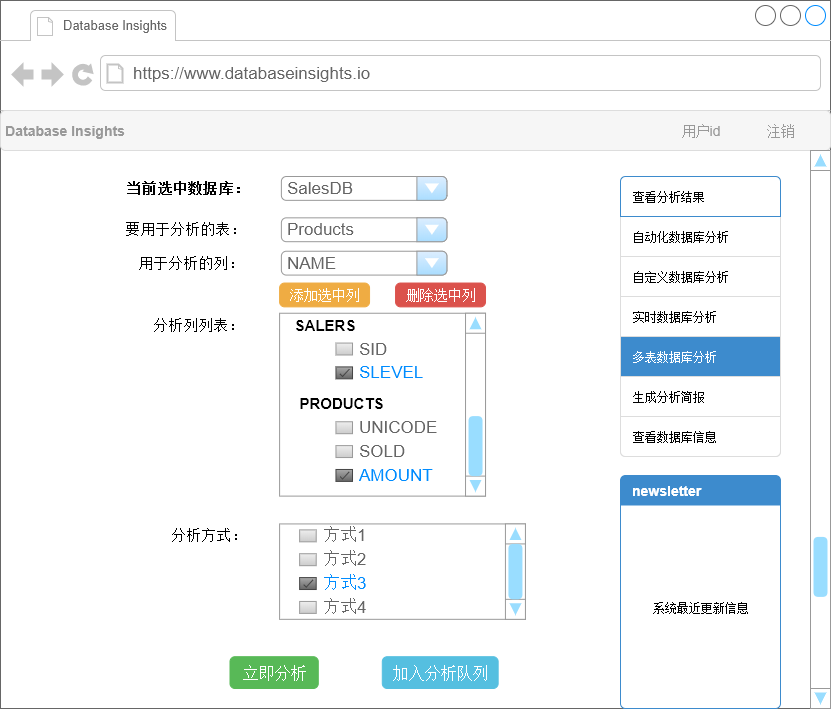 Database Insights
https://www.databaseinsights.io
Database Insights
用户id
注销
当前选中数据库：
SalesDB
要用于分析的表：
Products
用于分析的列：
NAME
添加选中列
删除选中列
分析列列表：
SALERS
SID
SLEVEL
PRODUCTS
UNICODE
SOLD
AMOUNT
分析方式：
方式1
方式2
方式3
方式4
立即分析
加入分析队列
查看分析结果
自动化数据库分析
自定义数据库分析
实时数据库分析
多表数据库分析
生成分析简报
查看数据库信息
newsletter
系统最近更新信息